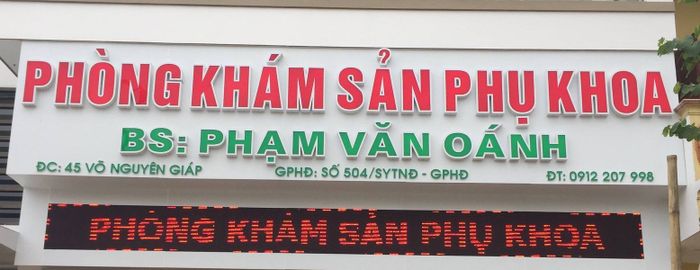 PHÒNG KHÁM SẢN PHỤ KHOA
BS: PHẠM VĂN OÁNH
ĐC: 45 VÕ NGUYÊN GIÁP GPHĐ: SỐ 504/SYTNĐ - GPHĐ ĐT: 0912 207 998
PHÒNG KHÁM SẢN PHỤ KHOA